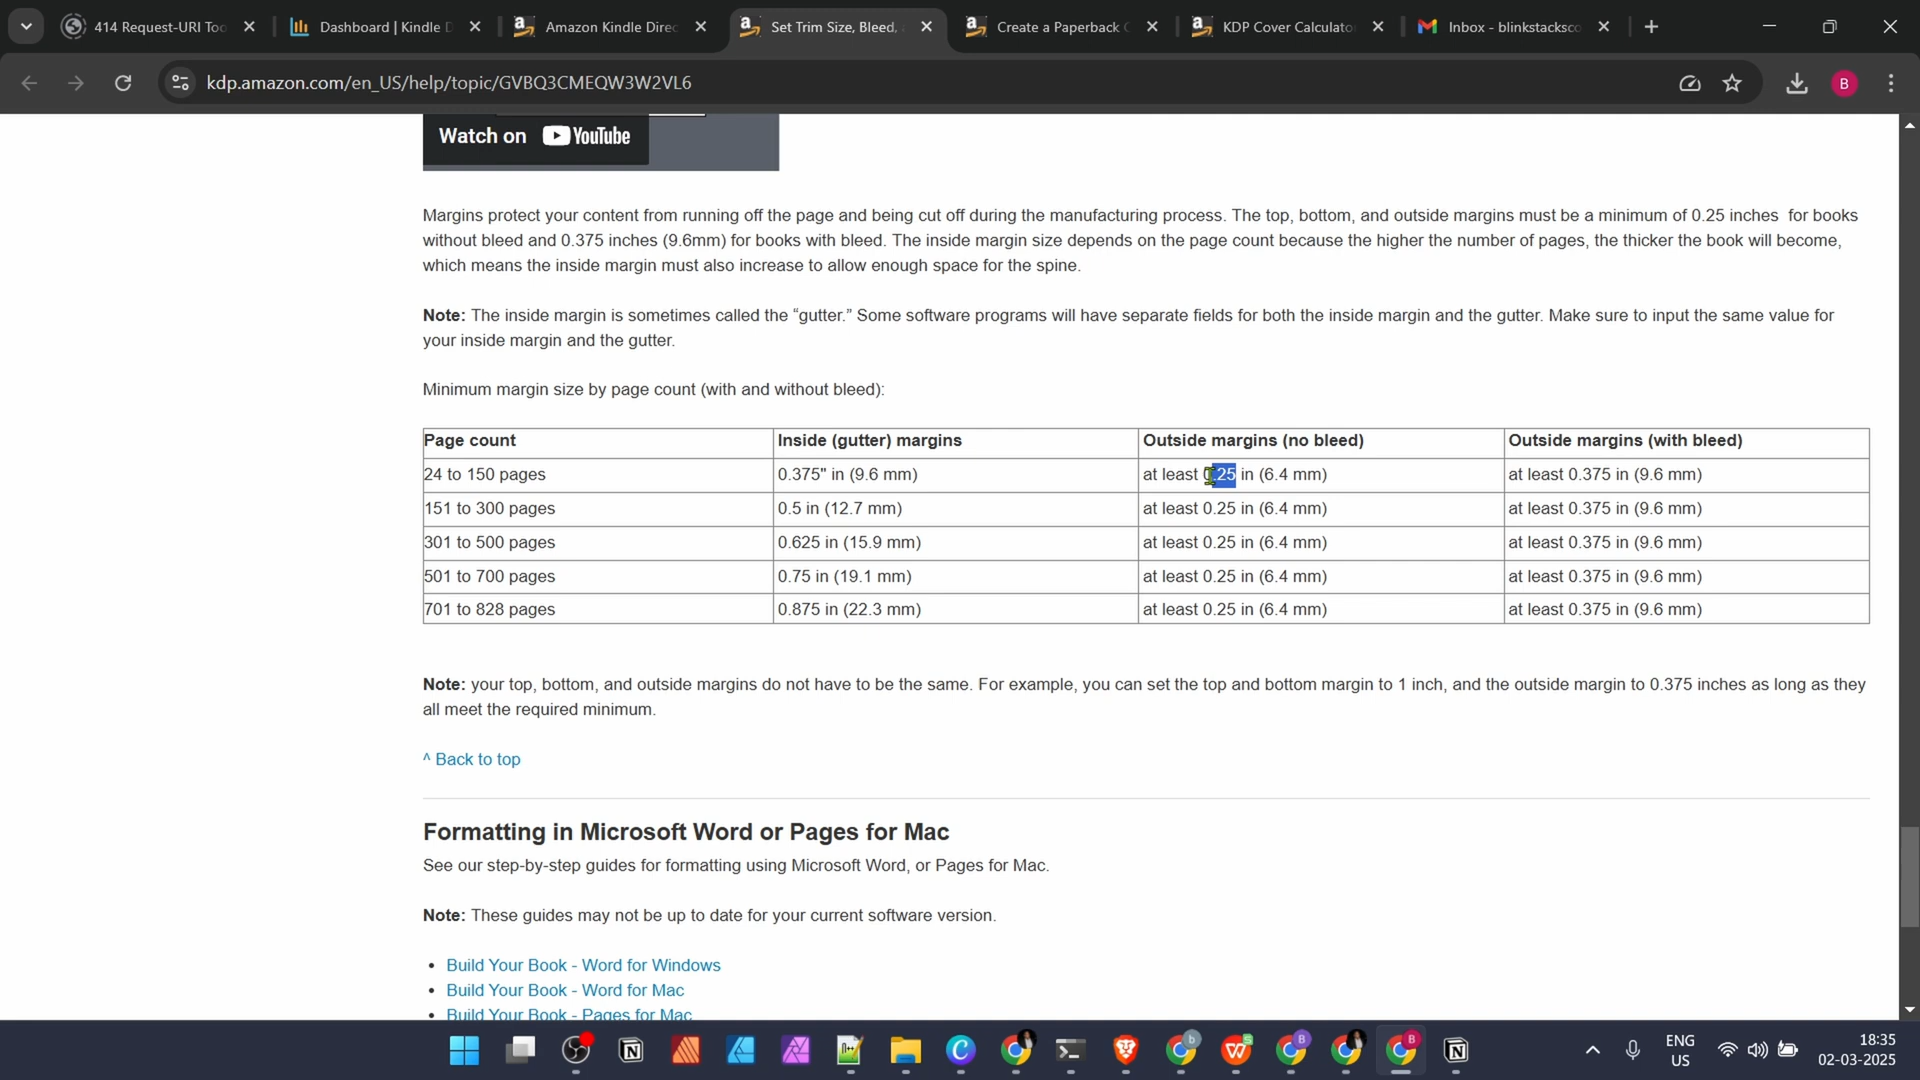 414 Request-URI Too
Dashboard | Kindle D
Amazon Kindle Direc
Set Trim Size, Bleed,
Create a Paperback C
KDP Cover Calculato
Inbox - blinkstacksco
kdp.amazon.com/en_US/help/topic/GVBQ3CMEQW3W2VL6
B
Watch on YouTube
Margins protect your content from running off the page and being cut off during the manufacturing process. The top, bottom, and outside margins must be a minimum of 0.25 inches for books
without bleed and 0.375 inches (9.6mm) for books with bleed. The inside margin size depends on the page count because the higher the number of pages, the thicker the book will become,
which means the inside margin must also increase to allow enough space for the spine.
Note: The inside margin is sometimes called the “gutter.” Some software programs will have separate fields for both the inside margin and the gutter. Make sure to input the same value for
your inside margin and the gutter.
Minimum margin size by page count (with and without bleed):
Page count Inside (gutter) margins Outside margins (no bleed) Outside margins (with bleed)
24 to 150 pages 0.375" in (9.6 mm) at least 0.25 in (6.4 mm) at least 0.375 in (9.6 mm)
151 to 300 pages 0.5 in (12.7 mm) at least 0.25 in (6.4 mm) at least 0.375 in (9.6 mm)
301 to 500 pages 0.625 in (15.9 mm) at least 0.25 in (6.4 mm) at least 0.375 in (9.6 mm)
501 to 700 pages 0.75 in (19.1 mm) at least 0.25 in (6.4 mm) at least 0.375 in (9.6 mm)
701 to 828 pages 0.875 in (22.3 mm) at least 0.25 in (6.4 mm) at least 0.375 in (9.6 mm)
Note: your top, bottom, and outside margins do not have to be the same. For example, you can set the top and bottom margin to 1 inch, and the outside margin to 0.375 inches as long as they
all meet the required minimum.
^ Back to top
Formatting in Microsoft Word or Pages for Mac
See our step-by-step guides for formatting using Microsoft Word, or Pages for Mac.
Note: These guides may not be up to date for your current software version.
• Build Your Book - Word for Windows
• Build Your Book - Word for Mac
• Build Your Book - Pages for Mac
ENG
US
18:35
02-03-2025